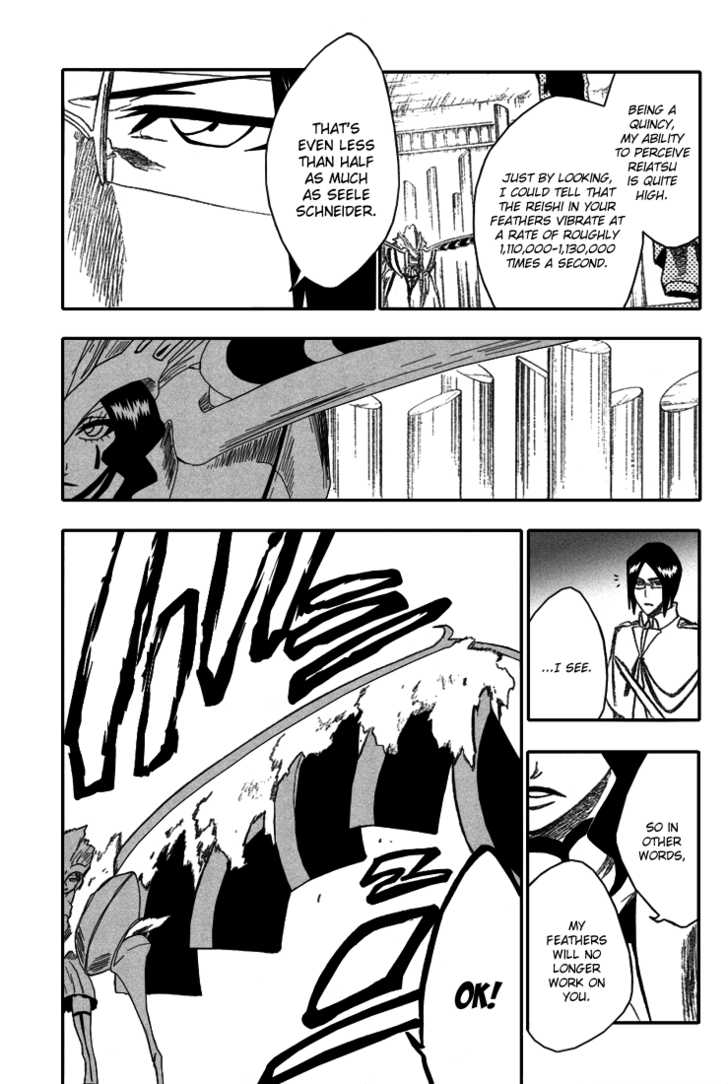 BEING A
QUINCY,
MY ABILITY
TO PERCEIVE
REIATSU
IS QUITE
HIGH.
JUST BY LOOKING,
I COULD TELL THAT
THE REISHI IN YOUR
FEATHERS VIBRATE AT
A RATE OF ROUGHLY
1,110,000-1,130,000
TIMES A SECOND.
THAT'S
EVEN LESS
THAN HALF
AS MUCH
AS SEELE
SCHNEIDER.
...I SEE.
SO IN
OTHER
WORDS,
MY
FEATHERS
WILL NO
LONGER
WORK ON
YOU.
OK!